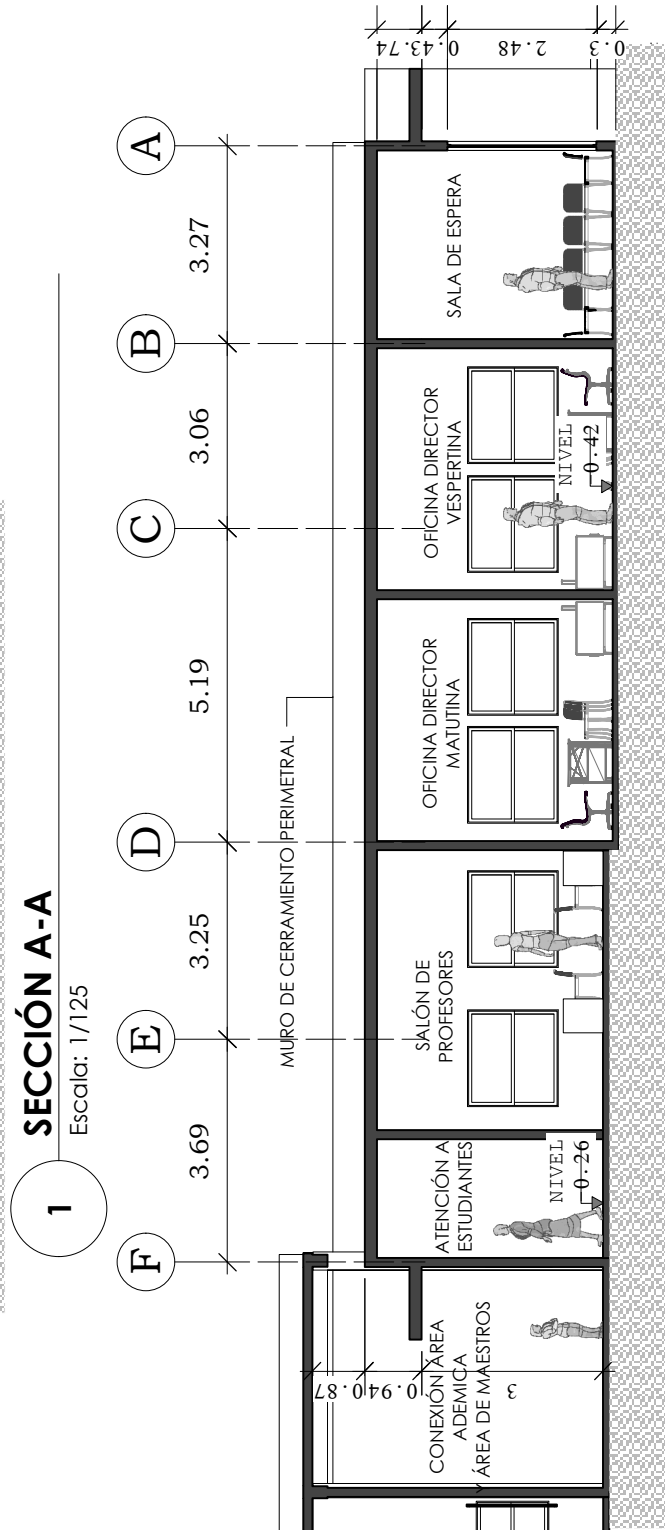 1
SECCIÓN A-A
Escala: 1/125
F
E
D
C
B
A
3.69
3.25
5.19
3.06
3.27
MURO DE CERRAMIENTO PERIMETRAL
0.87
0.94
3
CONEXIÓN ÁREA
ADEMICA
ÁREA DE MAESTROS
ATENCIÓN A
ESTUDIANTES
NIVEL
-0.26
SALÓN DE
PROFESORES
OFICINA DIRECTOR
MATUTINA
OFICINA DIRECTOR
VESPERTINA
NIVEL
-0.42
SALA DE ESPERA
.74
0.43
2.48
0.3